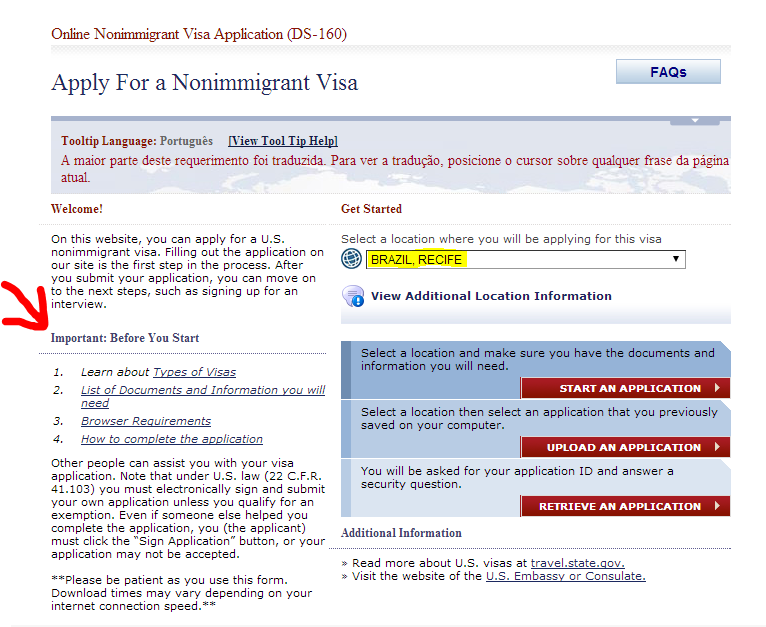 Online Nonimmigrant Visa Application (DS-160)
Apply For a Nonimmigrant Visa
FAQs
Tooltip Language: Português [View Tool Tip Help]
A maior parte deste requerimento foi traduzida. Para ver a tradução, posicione o cursor sobre qualquer frase da página
atual.
Welcome!
On this website, you can apply for a U.S.
nonimmigrant visa. Filling out the application on
our site is the first step in the process. After
you submit your application, you can move on
to the next steps, such as signing up for an
interview.
Important: Before You Start
1. Learn about Types of Visas
2. List of Documents and Information you will
need
3. Browser Requirements
4. How to complete the application
Other people can assist you with your visa
application. Note that under U.S. law (22 C.F.R.
41.103) you must electronically sign and submit
your own application unless you qualify for an
exemption. Even if someone else helped you
complete the application, you (the applicant)
must click the “Sign Application” button, or your
application may not be accepted.
**Please be patient as you use this form.
Download times may vary depending on your
internet connection speed.**
Get Started
Select a location where you will be applying for this visa
BRAZIL, RECIFE
View Additional Location Information
Select a location and make sure you have the documents and
information you will need.
START AN APPLICATION
Select a location then select an application that you previously
saved on your computer.
UPLOAD AN APPLICATION
You will be asked for your application ID and answer a
security question.
RETRIEVE AN APPLICATION
Additional Information
» Read more about U.S. visas at travel.state.gov.
» Visit the website of the U.S. Embassy or Consulate.